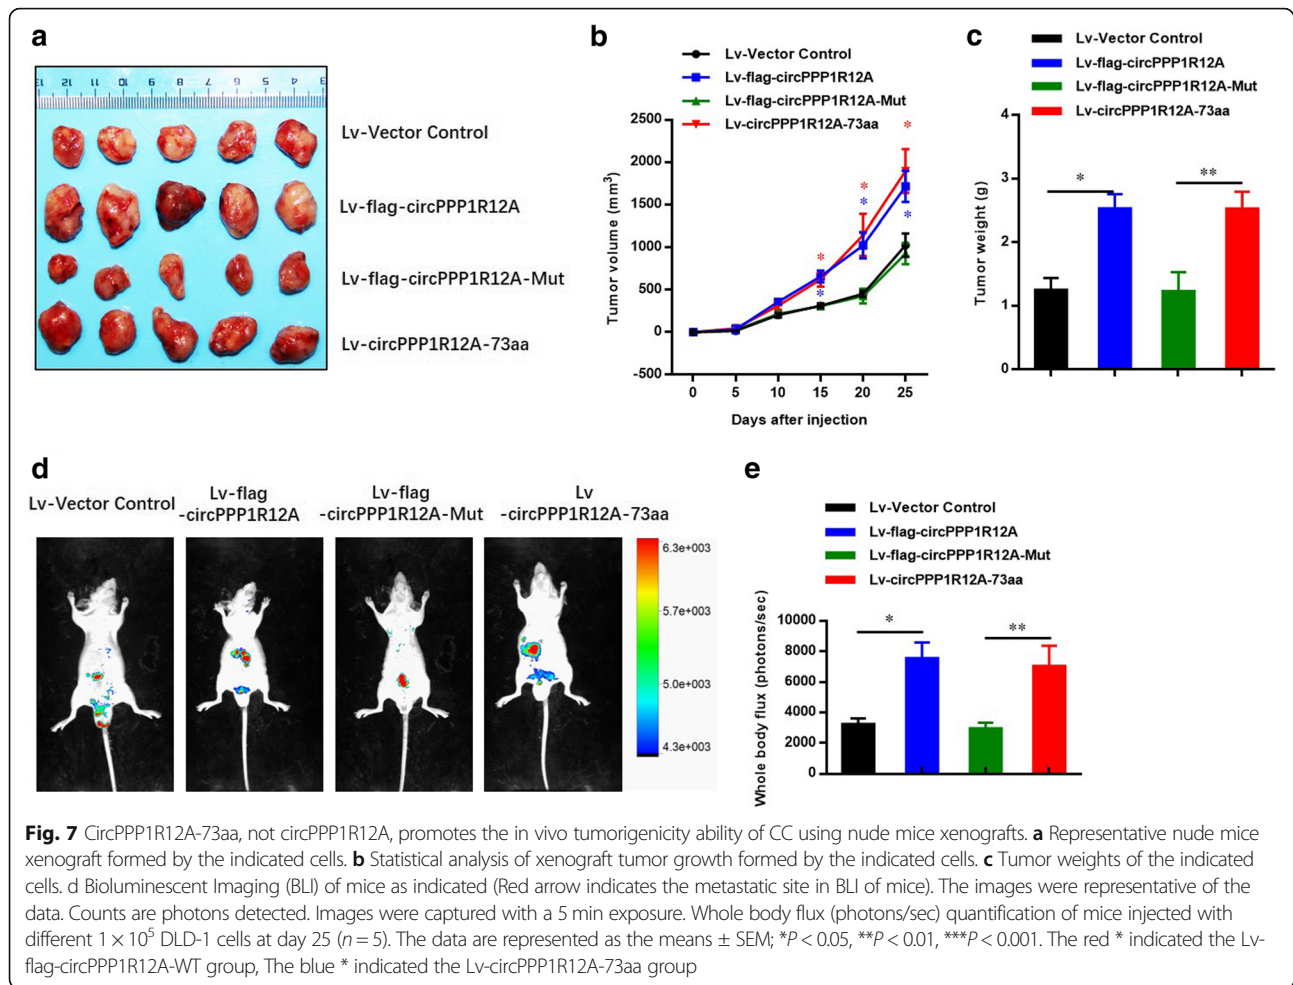 a
13 12 11 10 9 8 7 6 5 4 3
Lv-Vector Control
Lv-flag-circPPP1R12A
Lv-flag-circPPP1R12A-Mut
Lv-circPPP1R12A-73aa
b
Lv-Vector Control
Lv-flag-circPPP1R12A
Lv-flag-circPPP1R12A-Mut
Lv-circPPP1R12A-73aa
Tumor volume (mm³)
2500
2000
1500
1000
500
0
-500
* * * * * *
0 5 10 15 20 25
Days after injection
c
Lv-Vector Control
Lv-flag-circPPP1R12A
Lv-flag-circPPP1R12A-Mut
Lv-circPPP1R12A-73aa
Tumor weight (g)
4
3
2
1
0
* **
d
Lv-Vector Control
Lv-flag
-circPPP1R12A
Lv-flag
-circPPP1R12A-Mut
Lv
-circPPP1R12A-73aa
6.3e+003
5.7e+003
5.0e+003
4.3e+003
e
Lv-Vector Control
Lv-flag-circPPP1R12A
Lv-flag-circPPP1R12A-Mut
Lv-circPPP1R12A-73aa
Whole body flux (photons/sec)
10000
8000
6000
4000
2000
0
* **
Fig. 7 CircPPP1R12A-73aa, not circPPP1R12A, promotes the in vivo tumorigenicity ability of CC using nude mice xenografts. a Representative nude mice
xenograft formed by the indicated cells. b Statistical analysis of xenograft tumor growth formed by the indicated cells. c Tumor weights of the indicated
cells. d Bioluminescent Imaging (BLI) of mice as indicated (Red arrow indicates the metastatic site in BLI of mice). The images were representative of the
data. Counts are photons detected. Images were captured with a 5 min exposure. Whole body flux (photons/sec) quantification of mice injected with
different 1 × 10⁵ DLD-1 cells at day 25 (n = 5). The data are represented as the means ± SEM; *P < 0.05, **P < 0.01, ***P < 0.001. The red * indicated the Lv-
flag-circPPP1R12A-WT group, The blue * indicated the Lv-circPPP1R12A-73aa group